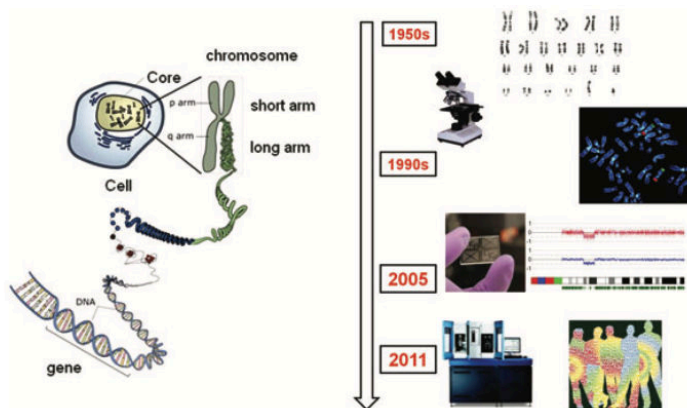 chromosome
Core
p arm
short arm
q arm
long arm
Cell
DNA
gene
1950s
1990s
2005
2011